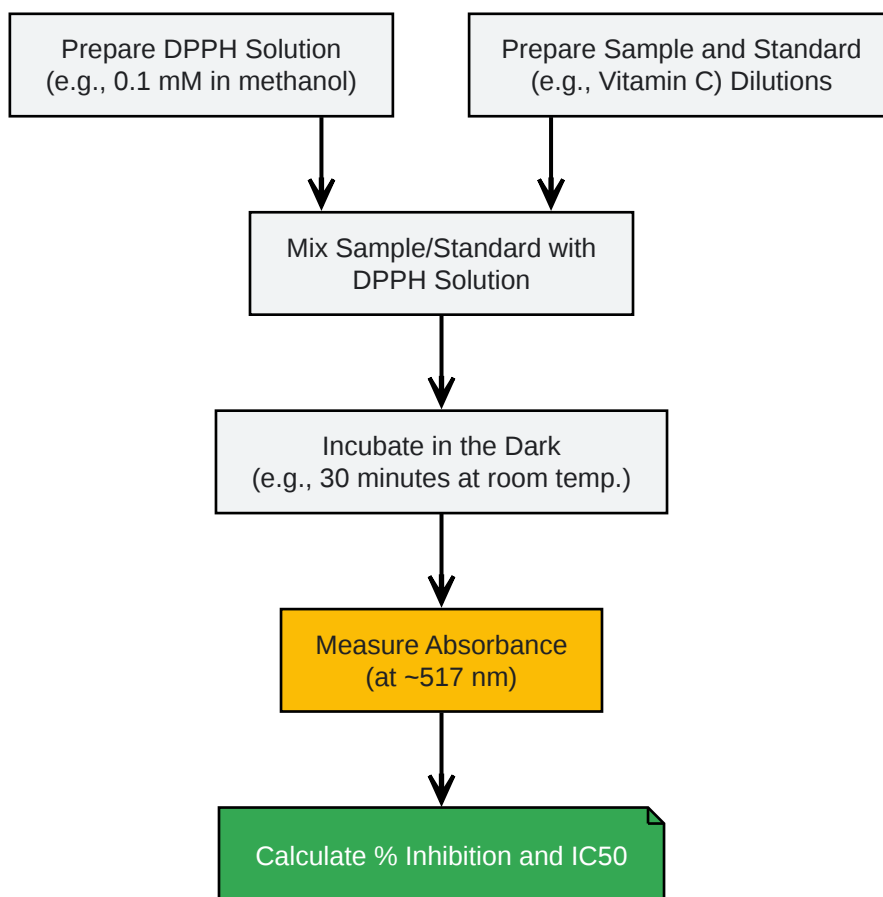 Prepare DPPH Solution
(e.g., 0.1 mM in methanol)
Prepare Sample and Standard
(e.g., Vitamin C) Dilutions
Mix Sample/Standard with
DPPH Solution
Incubate in the Dark
(e.g., 30 minutes at room temp.)
Measure Absorbance
(at ~517 nm)
Calculate % Inhibition and IC50